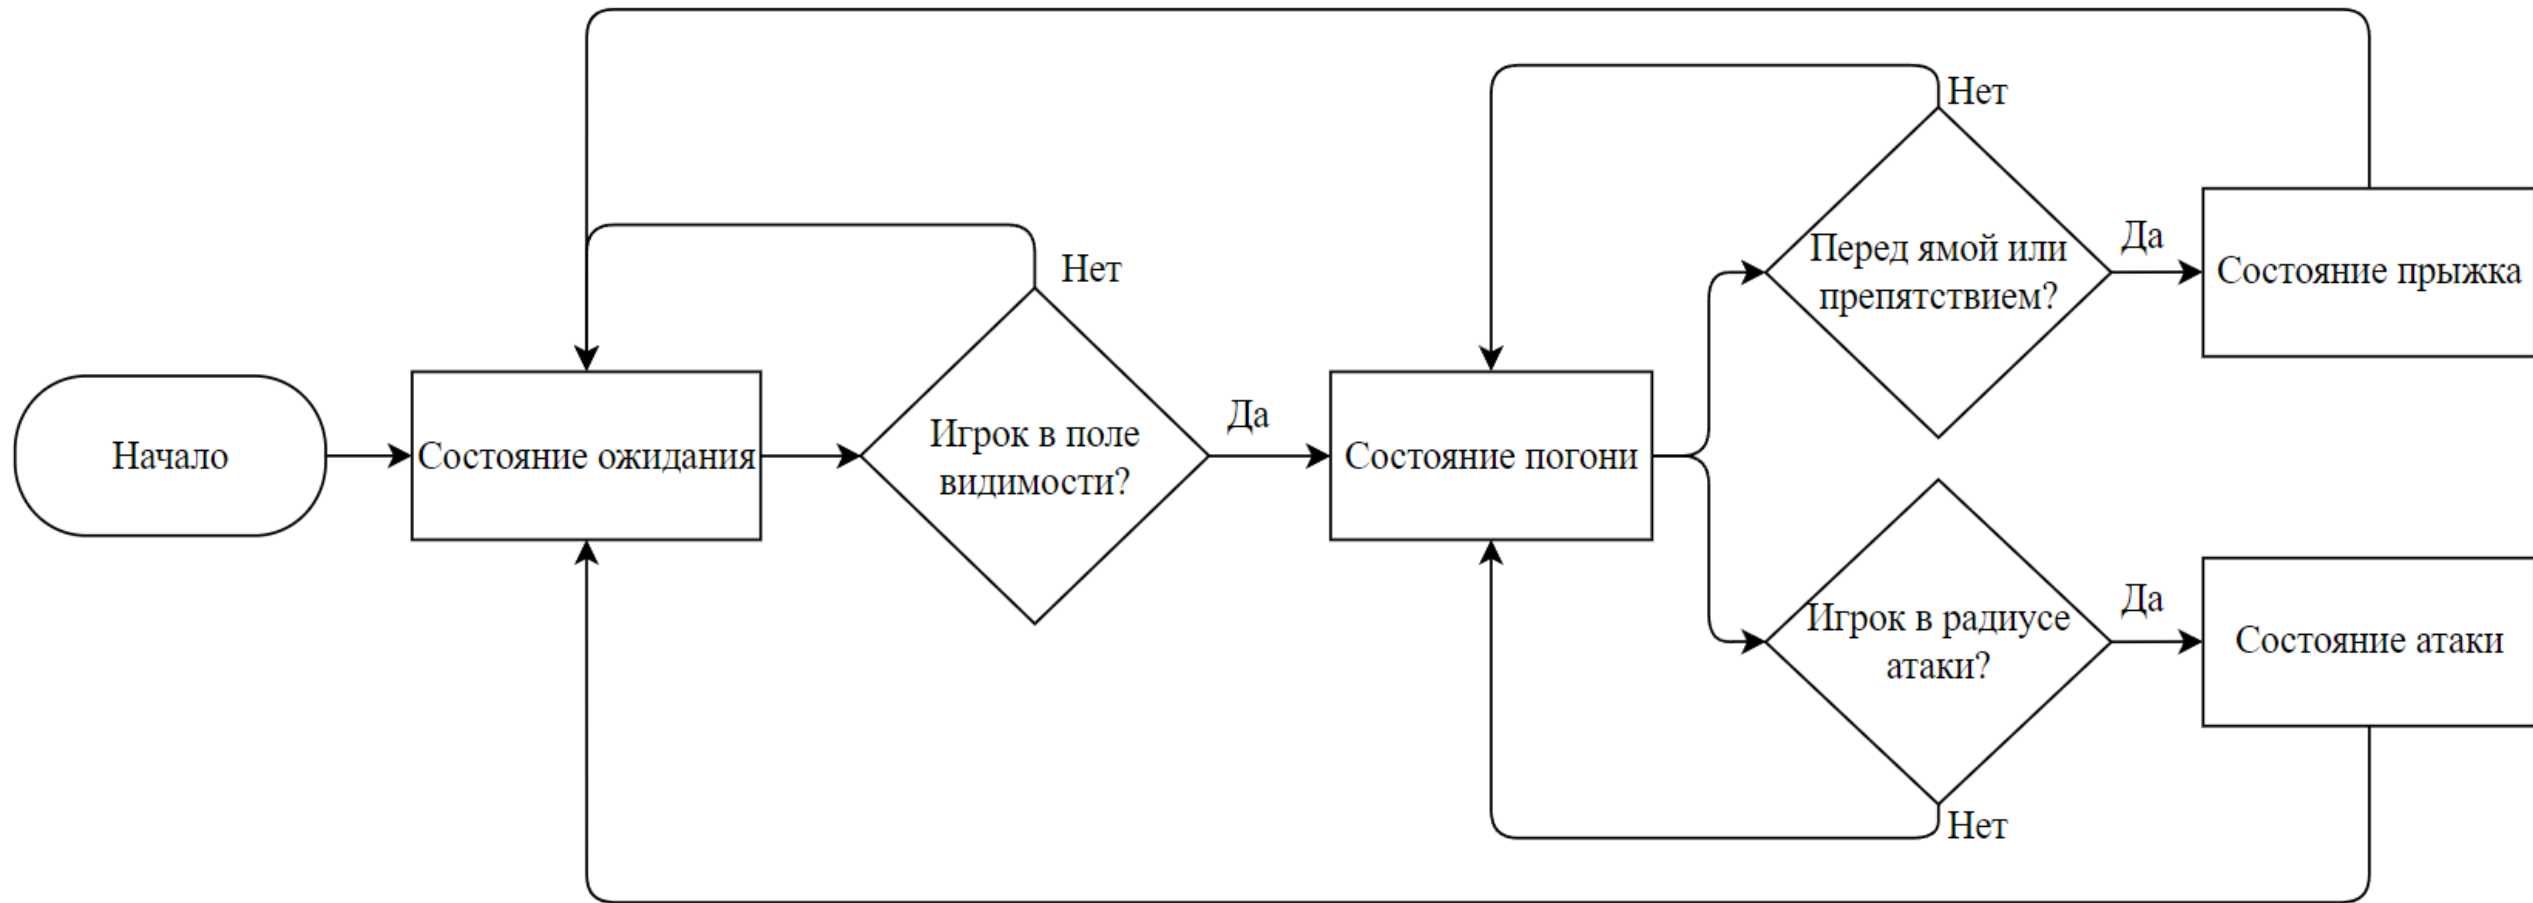 Начало
Состояние ожидания
Нет
Игрок в поле
видимости?
Да
Состояние погони
Нет
Перед ямой или
препятствием?
Да
Состояние прыжка
Игрок в радиусе
атаки?
Да
Нет
Состояние атаки